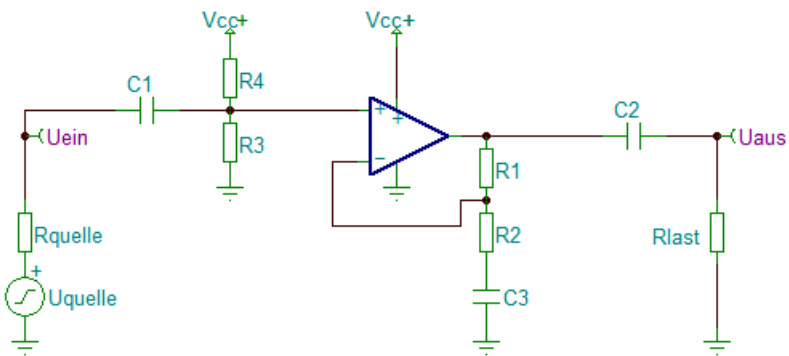 Vcc+
Vcc+
C1
R4
C2
+
+
Uein
R3
Uaus
−
R1
Rquelle
R2
Rlast
+
Uquelle
C3